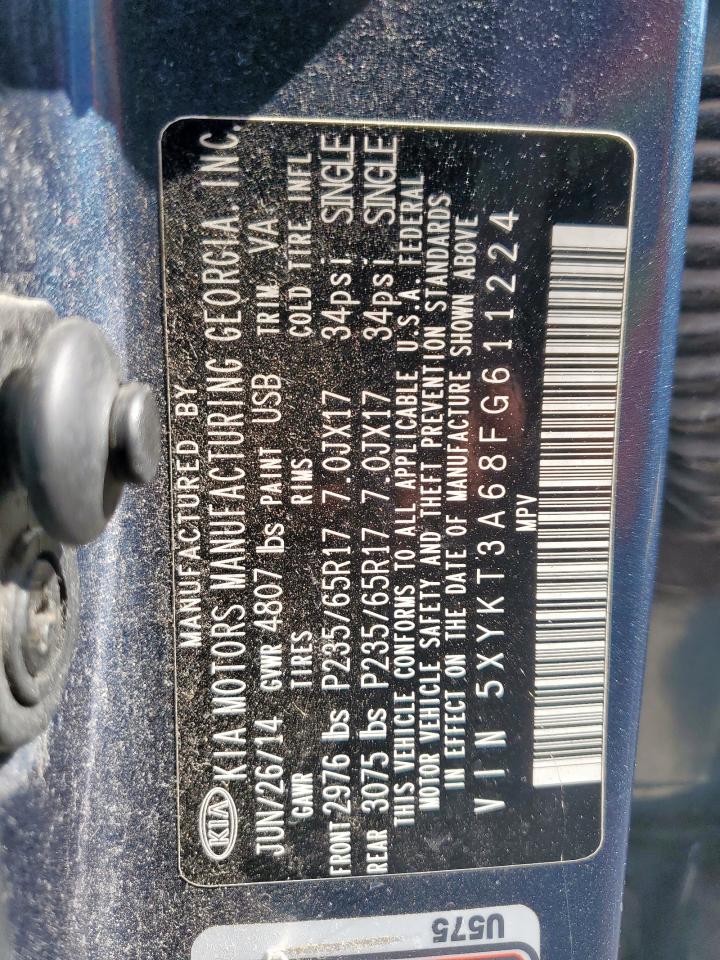 MANUFACTURED BY
KIA KIA MOTORS MANUFACTURING GEORGIA. INC.
JUN/26/14 GVWR 4807 lbs PAINT USB TRIM VA
GAWR TIRES RIMS COLD TIRE INFL
FRONT 2976 lbs P235/65R17 7.0JX17 34psi SINGLE
REAR 3075 lbs P235/65R17 7.0JX17 34psi SINGLE
THIS VEHICLE CONFORMS TO ALL APPLICABLE U.S.A. FEDERAL
MOTOR VEHICLE SAFETY AND THEFT PREVENTION STANDARDS
IN EFFECT ON THE DATE OF MANUFACTURE SHOWN ABOVE
VIN 5XYKT3A68FG611224
MPV
U575